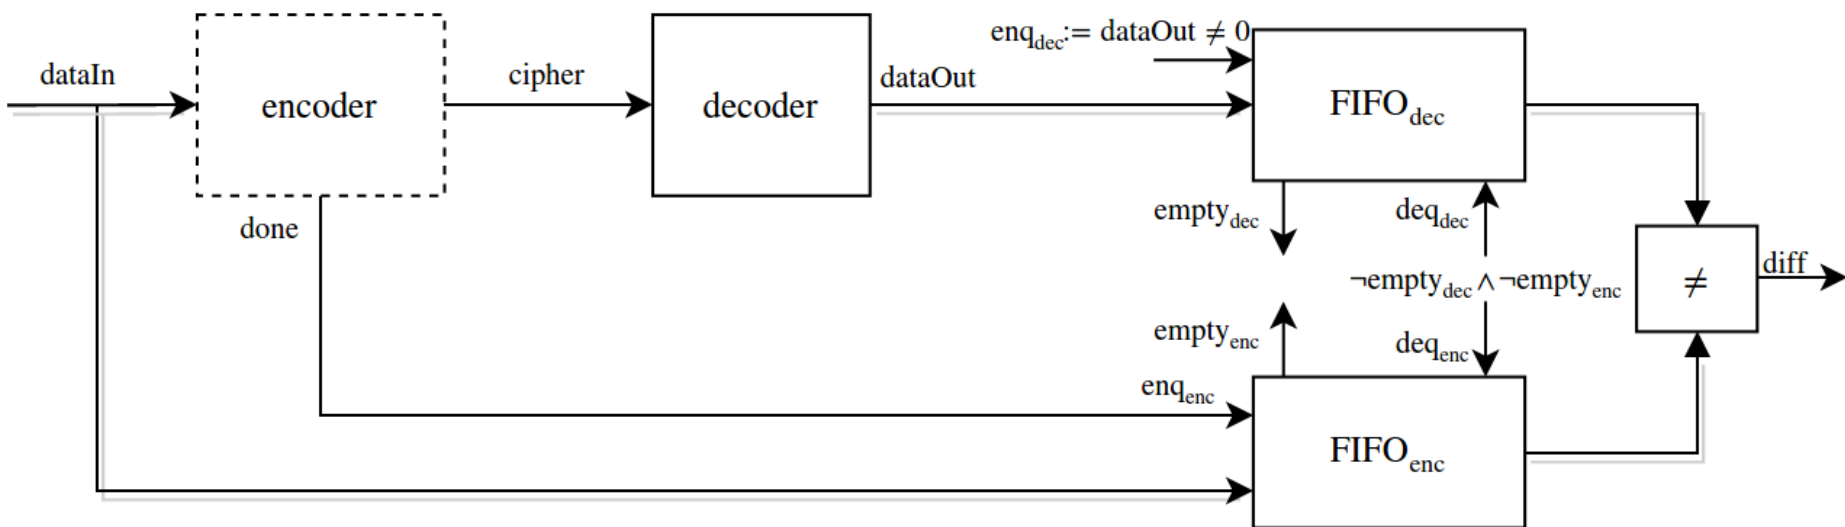 enq_dec:= dataOut ≠ 0
dataIn
cipher
dataOut
encoder
decoder
FIFO_dec
done
empty_dec
deq_dec
¬empty_dec ∧ ¬empty_enc
≠
diff
empty_enc
deq_enc
enq_enc
FIFO_enc